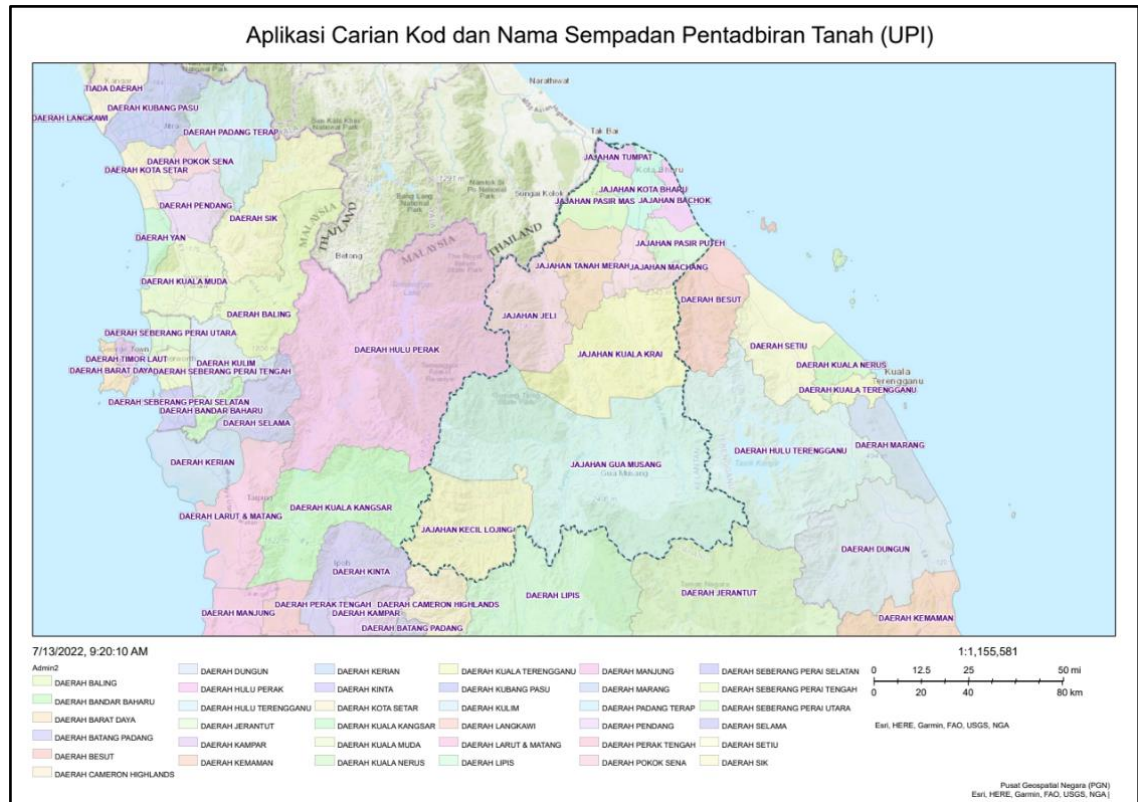 Aplikasi Carian Kod dan Nama Sempadan Pentadbiran Tanah (UPI)
Narathiwat
TIADA DAERAH
DAERAH KUBANG PASU
DAERAH LANGKAWI
DAERAH PADANG TERAP
Tak Bai
JAJAHAN TUMPAT
Kota Bharu
DAERAH POKOK SENA
DAERAH KOTA SETAR
Sungai Kolok
JAJAHAN KOTA BHARU
JAJAHAN PASIR MAS
JAJAHAN BACHOK
DAERAH PENDANG
DAERAH SIK
MALAYSIA
THAILAND
DAERAH YAN
Betong
MALAYSIA
THAILAND
JAJAHAN PASIR PUTEH
JAJAHAN TANAH MERAH
JAJAHAN MACHANG
DAERAH KUALA MUDA
DAERAH BESUT
DAERAH BALING
JAJAHAN JELI
DAERAH SEBERANG PERAI UTARA
DAERAH HULU PERAK
JAJAHAN KUALA KRAI
DAERAH SETIU
DAERAH TIMOR LAUT
DAERAH KULIM
DAERAH KUALA NERUS
DAERAH BARAT DAYA
DAERAH SEBERANG PERAI TENGAH
Kuala
Terengganu
DAERAH KUALA TERENGGANU
DAERAH SEBERANG PERAI SELATAN
DAERAH BANDAR BAHARU
DAERAH SELAMA
DAERAH MARANG
DAERAH HULU TERENGGANU
DAERAH KERIAN
JAJAHAN GUA MUSANG
Gua Musang
DAERAH KUALA KANGSAR
DAERAH LARUT & MATANG
JAJAHAN KECIL LOJING
DAERAH DUNGUN
Ipoh
DAERAH KINTA
DAERAH LIPIS
Taman Negara
DAERAH JERANTUT
DAERAH PERAK TENGAH
DAERAH CAMERON HIGHLANDS
DAERAH MANJUNG
DAERAH KAMPAR
DAERAH KEMAMAN
DAERAH BATANG PADANG
7/13/2022, 9:20:10 AM
1:1,155,581
Admin2
DAERAH BALING
DAERAH BANDAR BAHARU
DAERAH BARAT DAYA
DAERAH BATANG PADANG
DAERAH BESUT
DAERAH CAMERON HIGHLANDS
DAERAH DUNGUN
DAERAH HULU PERAK
DAERAH HULU TERENGGANU
DAERAH JERANTUT
DAERAH KAMPAR
DAERAH KEMAMAN
DAERAH KERIAN
DAERAH KINTA
DAERAH KOTA SETAR
DAERAH KUALA KANGSAR
DAERAH KUALA MUDA
DAERAH KUALA NERUS
DAERAH KUALA TERENGGANU
DAERAH KUBANG PASU
DAERAH KULIM
DAERAH LANGKAWI
DAERAH LARUT & MATANG
DAERAH LIPIS
DAERAH MANJUNG
DAERAH MARANG
DAERAH PADANG TERAP
DAERAH PENDANG
DAERAH PERAK TENGAH
DAERAH POKOK SENA
DAERAH SEBERANG PERAI SELATAN
DAERAH SEBERANG PERAI TENGAH
DAERAH SEBERANG PERAI UTARA
DAERAH SELAMA
DAERAH SETIU
DAERAH SIK
0 12.5 25 50 mi
0 20 40 80 km
Esri, HERE, Garmin, FAO, USGS, NGA
Pusat Geospatial Negara (PGN)
Esri, HERE, Garmin, FAO, USGS, NGA |